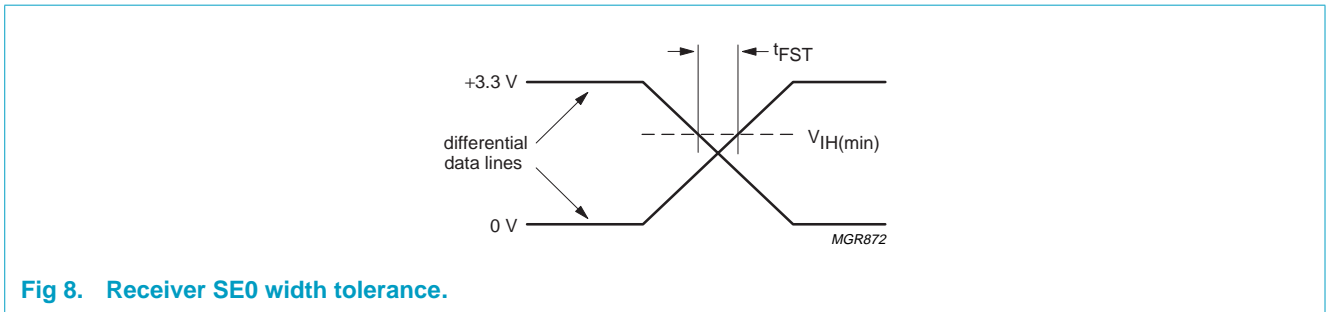 tFST
+3.3 V
VIH(min)
differential
data lines
0 V
MGR872
Fig 8. Receiver SE0 width tolerance.